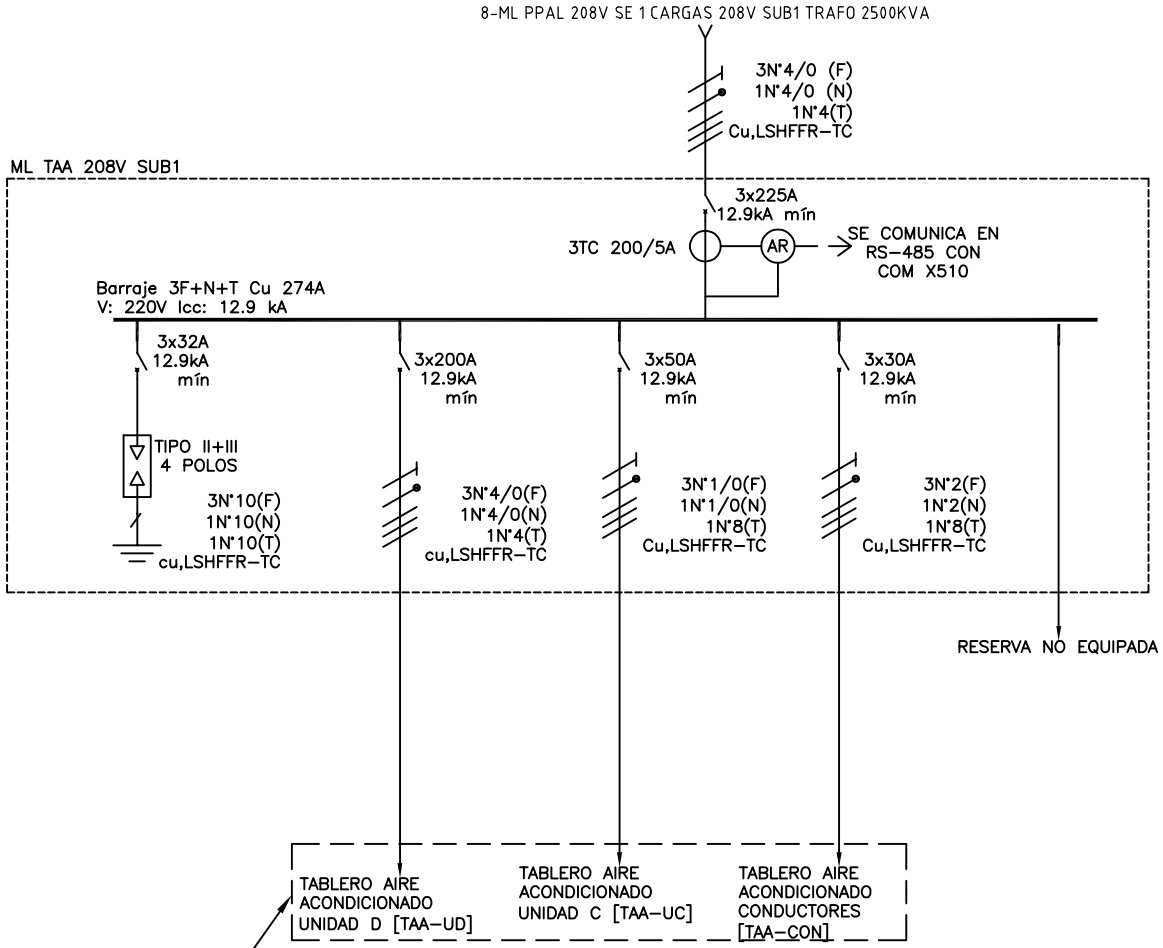 8-ML PPAL 208V SE 1 CARGAS 208V SUB1 TRAFO 2500KVA
3N°4/0 (F)
1N°4/0 (N)
1N°4(T)
Cu,LSHFFR-TC
ML TAA 208V SUB1
3x225A
12.9kA mín
3TC 200/5A
AR
SE COMUNICA EN
RS-485 CON
COM X510
Barraje 3F+N+T Cu 274A
V: 220V Icc: 12.9 kA
3x32A
12.9kA
mín
TIPO II+III
4 POLOS
3N°10(F)
1N°10(N)
1N°10(T)
cu,LSHFFR-TC
3x200A
12.9kA
mín
3N°4/0(F)
1N°4/0(N)
1N°4(T)
cu,LSHFFR-TC
3x50A
12.9kA
mín
3N°1/0(F)
1N°1/0(N)
1N°8(T)
Cu,LSHFFR-TC
3x30A
12.9kA
mín
3N°2(F)
1N°2(N)
1N°8(T)
Cu,LSHFFR-TC
RESERVA NO EQUIPADA
TABLERO AIRE
ACONDICIONADO
UNIDAD D [TAA-UD]
TABLERO AIRE
ACONDICIONADO
UNIDAD C [TAA-UC]
TABLERO AIRE
ACONDICIONADO
CONDUCTORES
[TAA-CON]